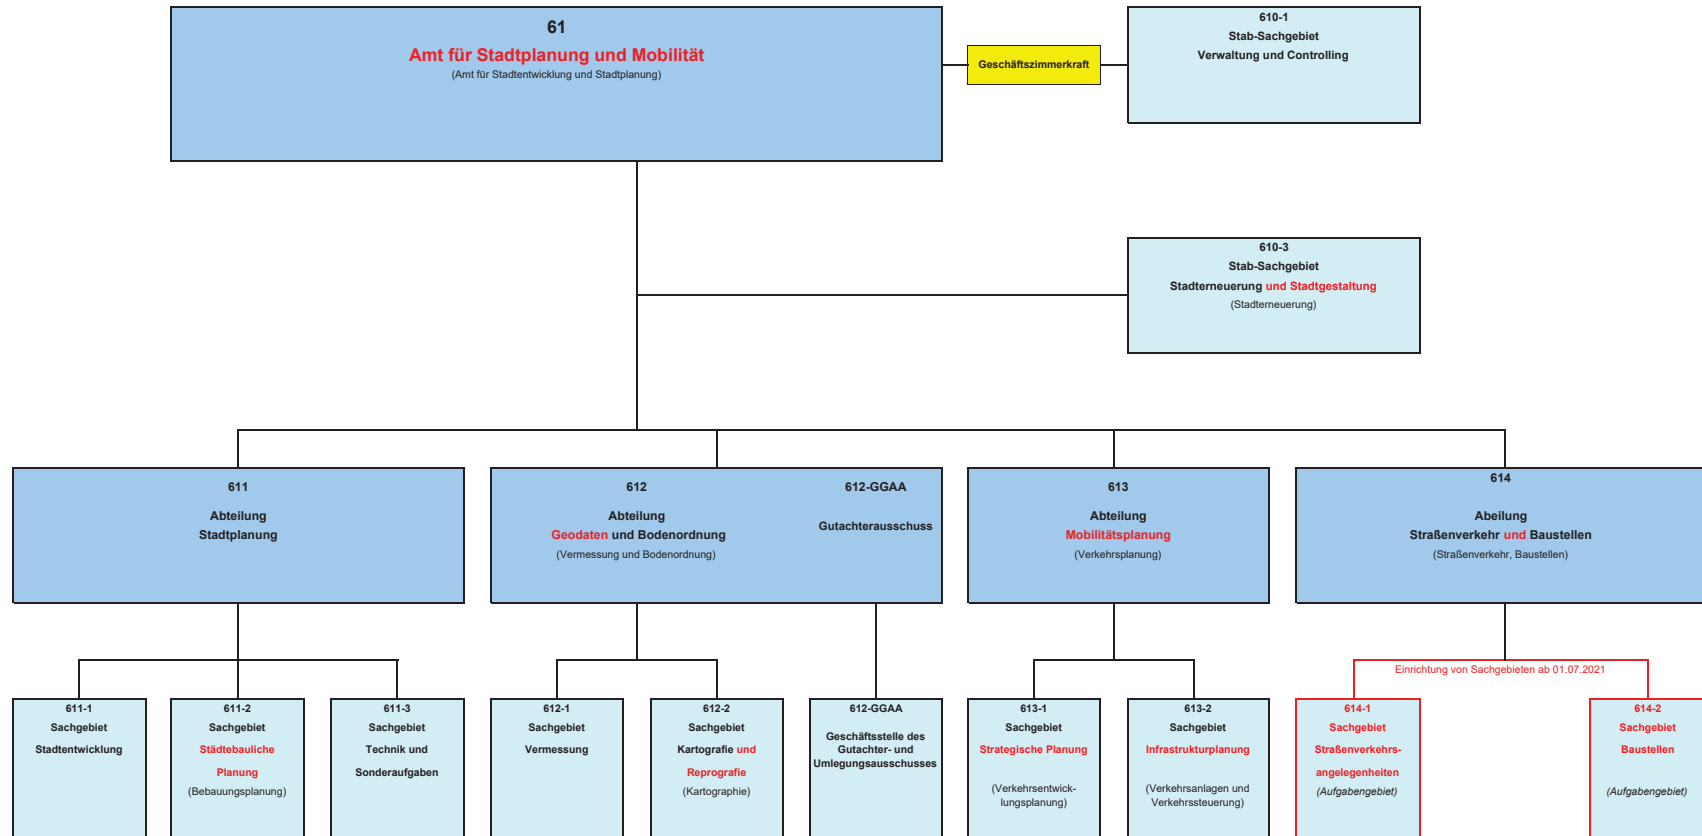 61
Amt für Stadtplanung und Mobilität
(Amt für Stadtentwicklung und Stadtplanung)
Geschäftszimmerkraft
610-1
Stab-Sachgebiet
Verwaltung und Controlling
610-3
Stab-Sachgebiet
Stadterneuerung und Stadtgestaltung
(Stadterneuerung)
611
Abteilung
Stadtplanung
612
Abteilung
Geodaten und Bodenordnung
(Vermessung und Bodenordnung)
612-GGAA
Gutachterausschuss
613
Abteilung
Mobilitätsplanung
(Verkehrsplanung)
614
Abeilung
Straßenverkehr und Baustellen
(Straßenverkehr, Baustellen)
Einrichtung von Sachgebieten ab 01.07.2021
611-1
Sachgebiet
Stadtentwicklung
611-2
Sachgebiet
Städtebauliche
Planung
(Bebauungsplanung)
611-3
Sachgebiet
Technik und
Sonderaufgaben
612-1
Sachgebiet
Vermessung
612-2
Sachgebiet
Kartografie und
Reprografie
(Kartographie)
612-GGAA
Geschäftsstelle des
Gutachter- und
Umlegungsausschusses
613-1
Sachgebiet
Strategische Planung
(Verkehrsentwick-
lungsplanung)
613-2
Sachgebiet
Infrastrukturplanung
(Verkehrsanlagen und
Verkehrssteuerung)
614-1
Sachgebiet
Straßenverkehrs-
angelegenheiten
(Aufgabengebiet)
614-2
Sachgebiet
Baustellen
(Aufgabengebiet)